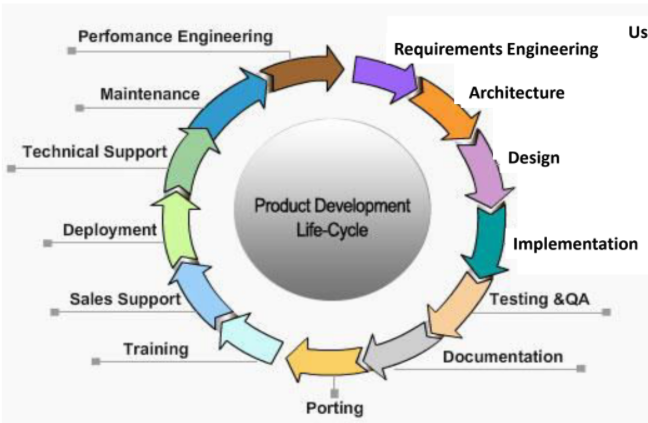 Us
Perfomance Engineering
Requirements Engineering
Maintenance
Architecture
Technical Support
Design
Product Development
Life-Cycle
Deployment
Implementation
Sales Support
Testing &QA
Training
Documentation
Porting